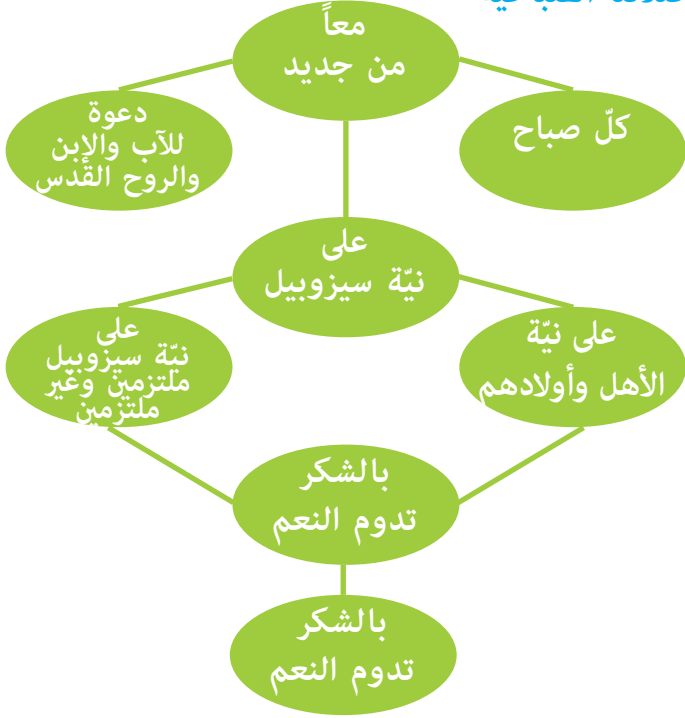 معاً
من جديد
كلّ صباح
دعوة
للآب والإبن
والروح القدس
على
نيّة سيزوبيل
على نيّة
الأهل وأولادهم
على
نيّة سيزوبيل
ملتزمين وغير
ملتزمين
بالشكر
تدوم النعم
بالشكر
تدوم النعم